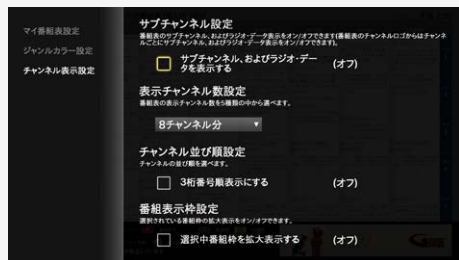 マイ番組表設定
ジャンルカラー設定
チャンネル表示設定
サブチャンネル設定
番組表のサブチャンネル、およびラジオ・データ表示をオン/オフできます(番組表のチャンネルロゴからはチャンネ
ルごとにサブチャンネル、およびラジオ・データ表示をオン/オフできます)。
サブチャンネル、およびラジオ・デー
タを表示する
(オフ)
表示チャンネル数設定
番組表の表示チャンネル数を5種類の中から選べます。
8チャンネル分
チャンネル並び順設定
チャンネルの並び順を選べます。
3桁番号順表示にする (オフ)
番組表示枠設定
選択されている番組枠の拡大表示をオン/オフできます。
選択中番組枠を拡大表示する (オフ)